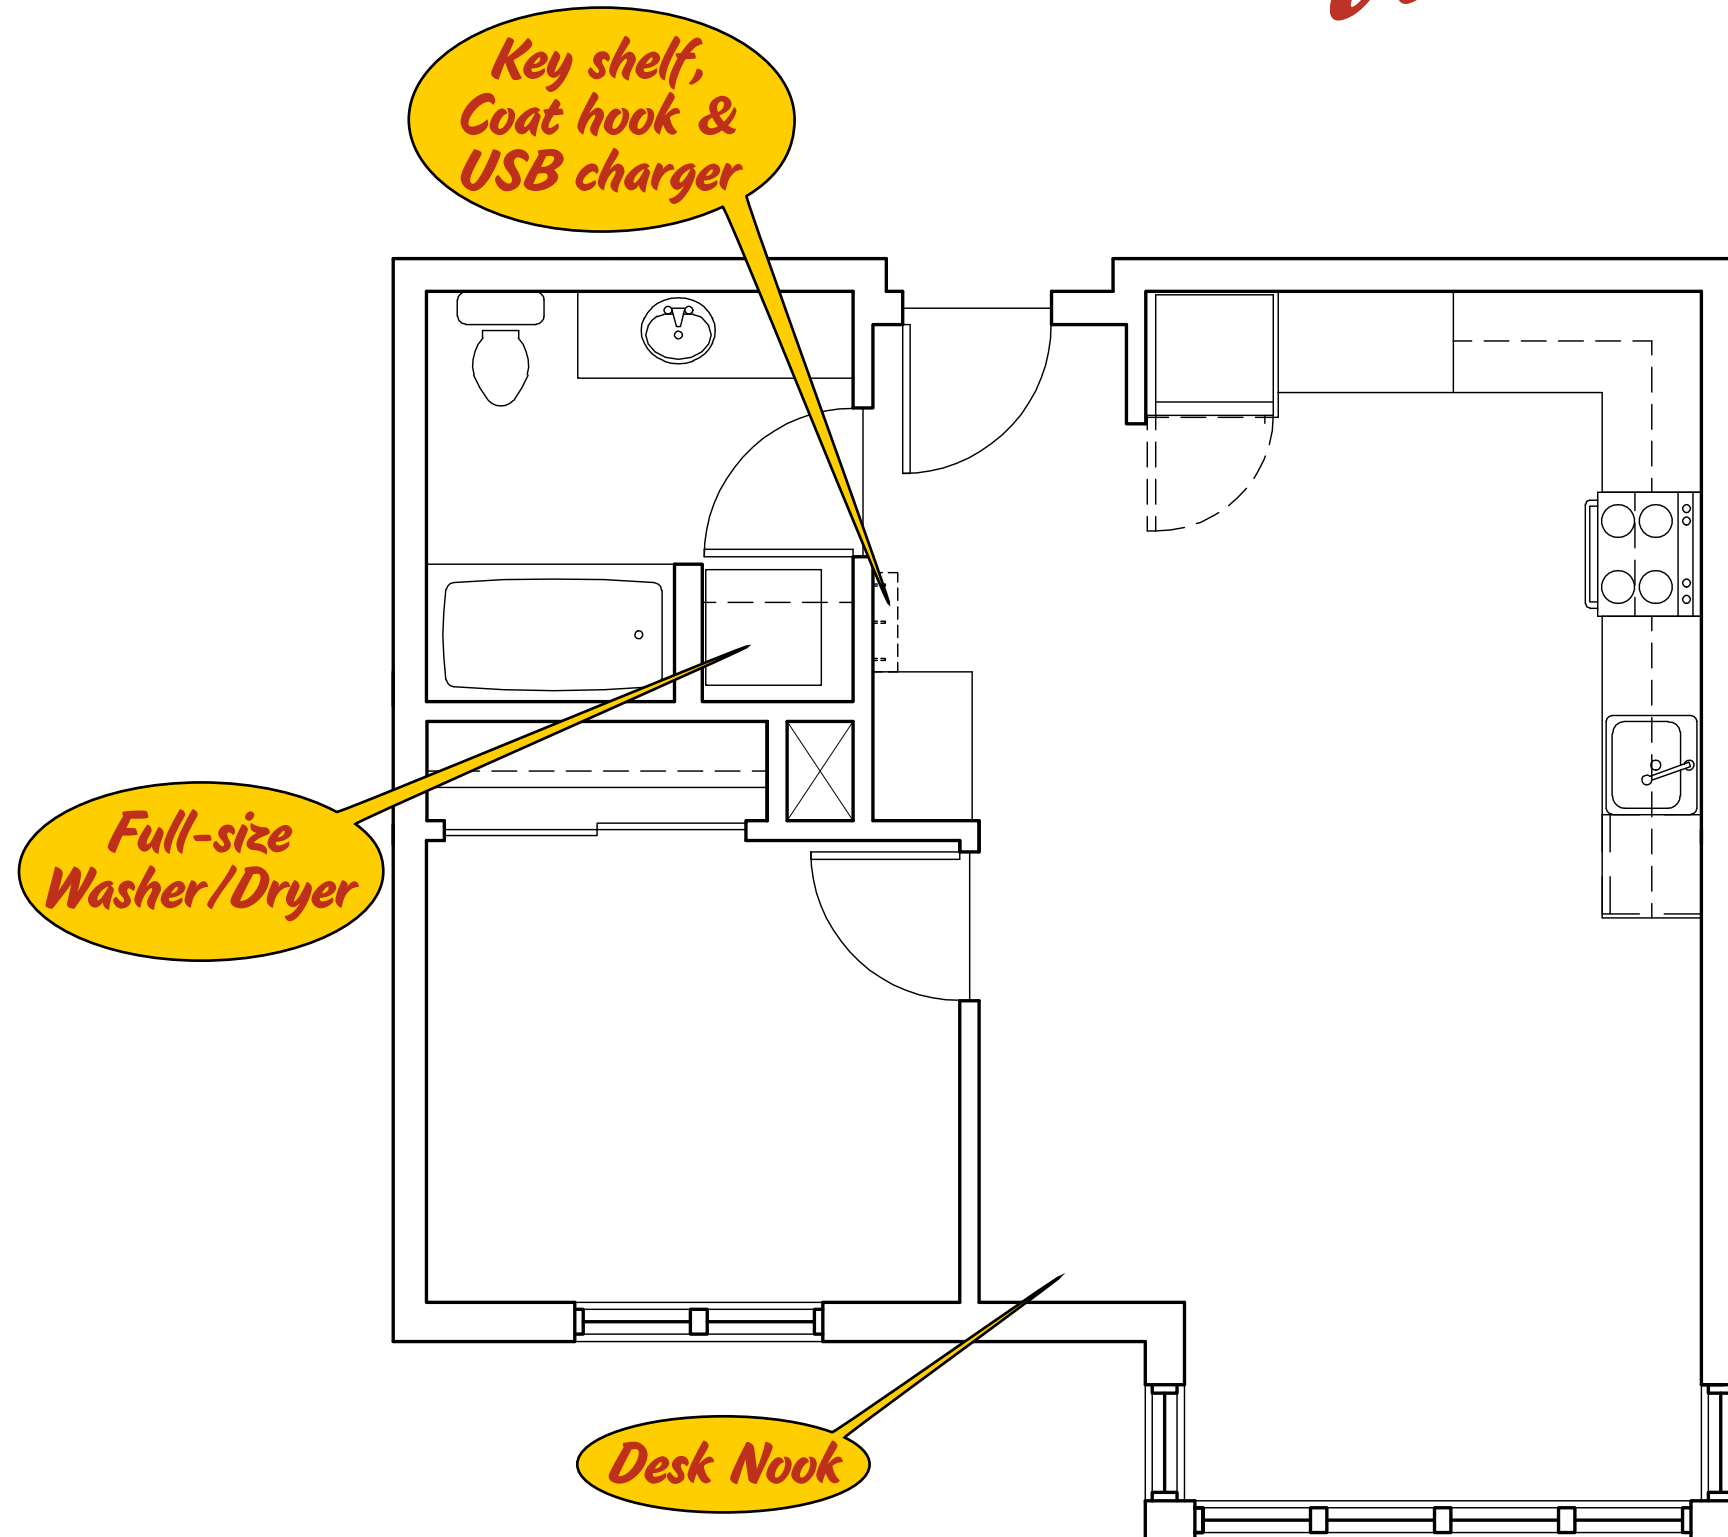 Key shelf,
Coat hook &
USB charger
Full-size
Washer/Dryer
Desk Nook